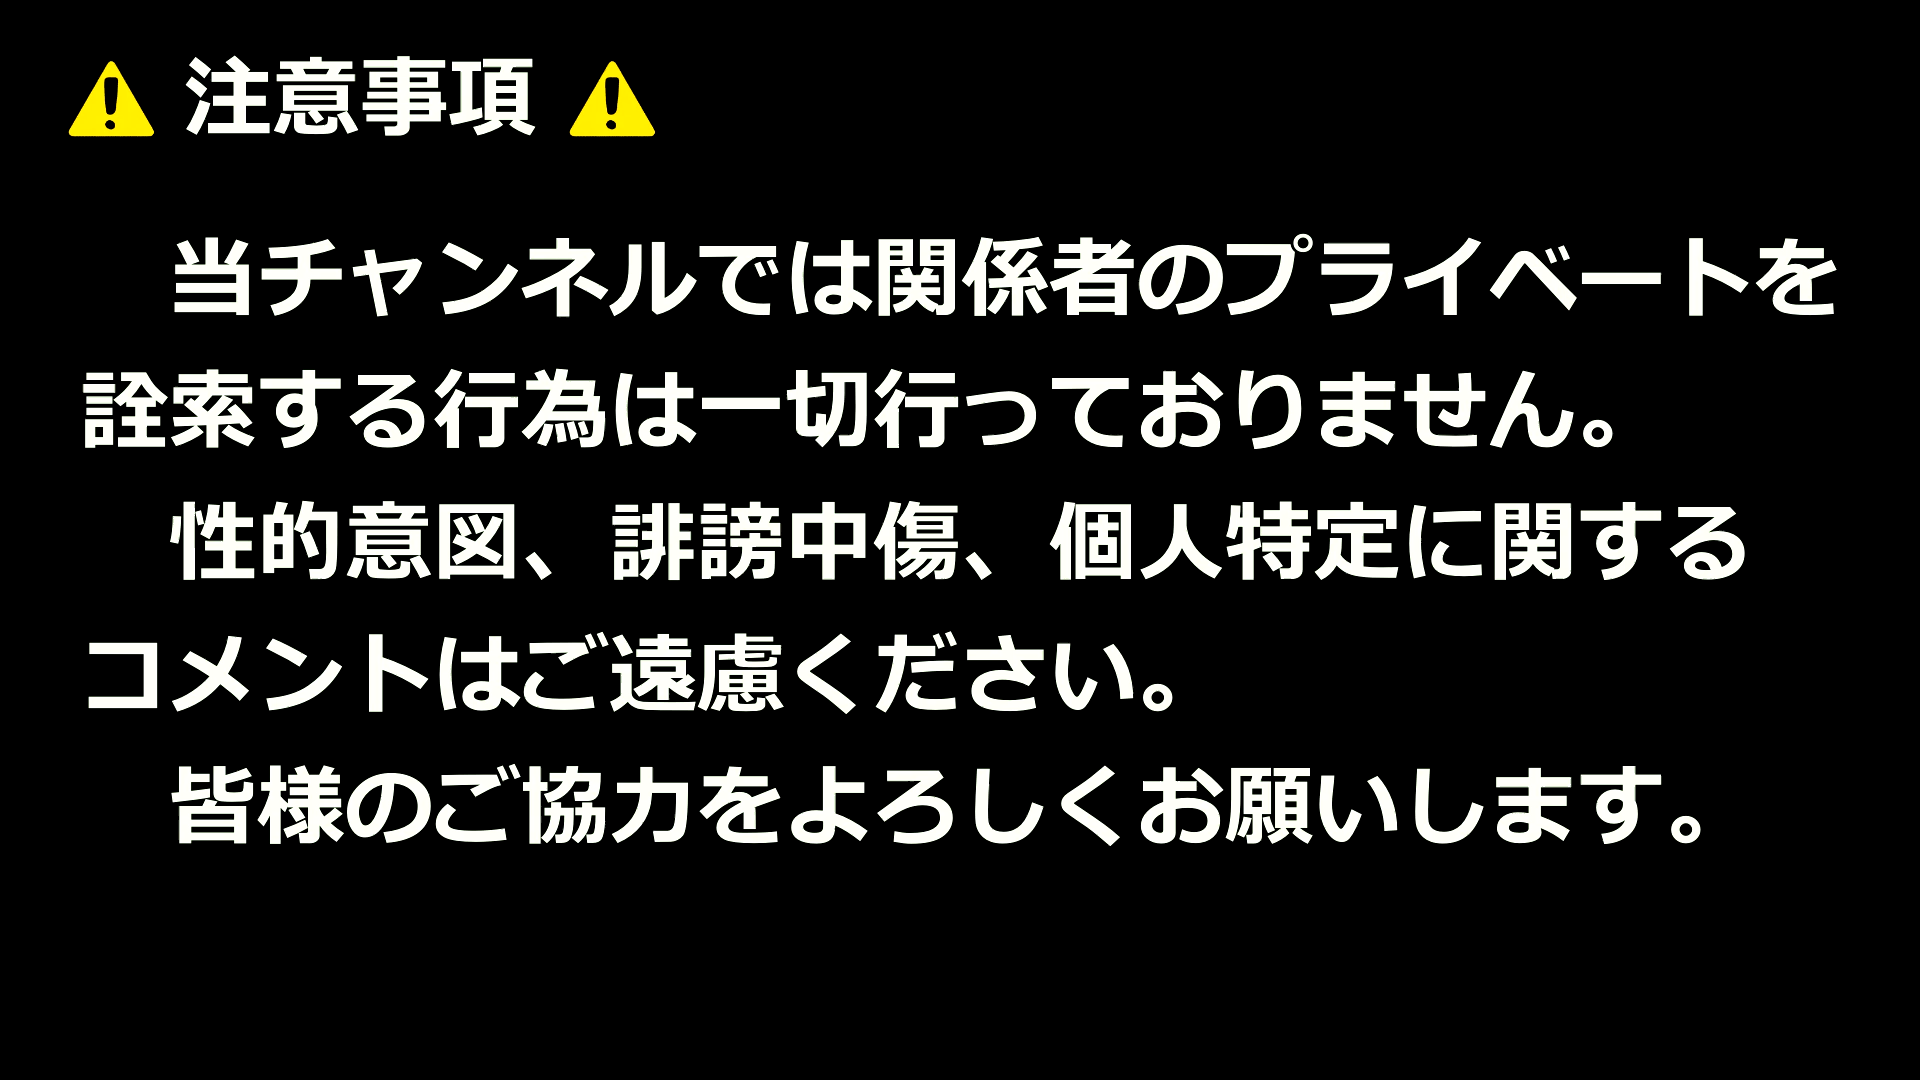 ⚠ 注意事項 ⚠
　当チャンネルでは関係者のプライベートを
詮索する行為は一切行っておりません。
　性的意図、誹謗中傷、個人特定に関する
コメントはご遠慮ください。
　皆様のご協力をよろしくお願いします。